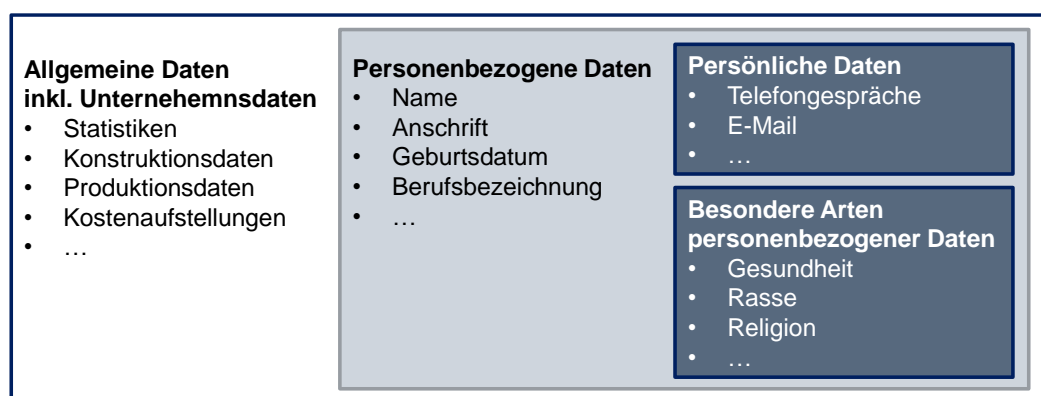 Allgemeine Daten
inkl. Unternehemnsdaten
• Statistiken
• Konstruktionsdaten
• Produktionsdaten
• Kostenaufstellungen
• …
Personenbezogene Daten
• Name
• Anschrift
• Geburtsdatum
• Berufsbezeichnung
• …
Persönliche Daten
• Telefongespräche
• E-Mail
• …
Besondere Arten
personenbezogener Daten
• Gesundheit
• Rasse
• Religion
• …